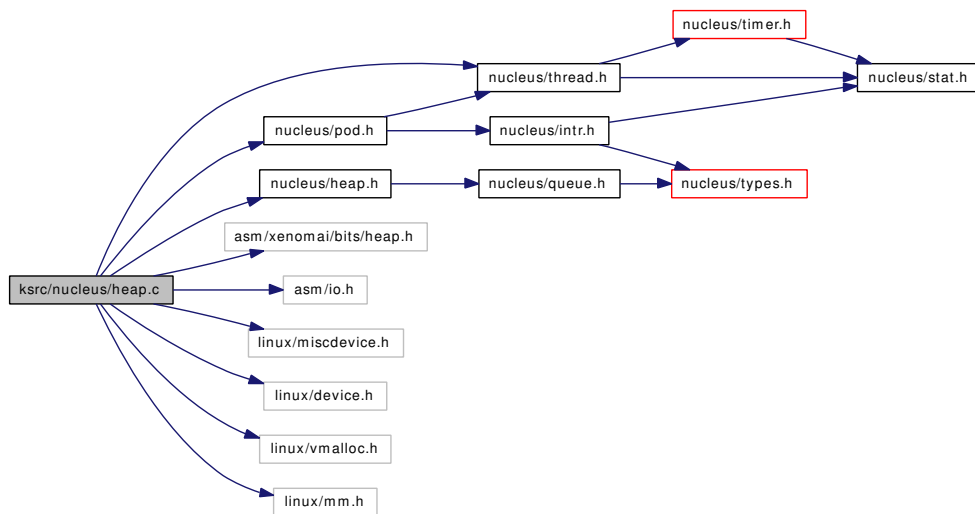 nucleus/timer.h
nucleus/thread.h
nucleus/stat.h
nucleus/pod.h
nucleus/intr.h
nucleus/heap.h
nucleus/queue.h
nucleus/types.h
asm/xenomai/bits/heap.h
ksrc/nucleus/heap.c
asm/io.h
linux/miscdevice.h
linux/device.h
linux/vmalloc.h
linux/mm.h